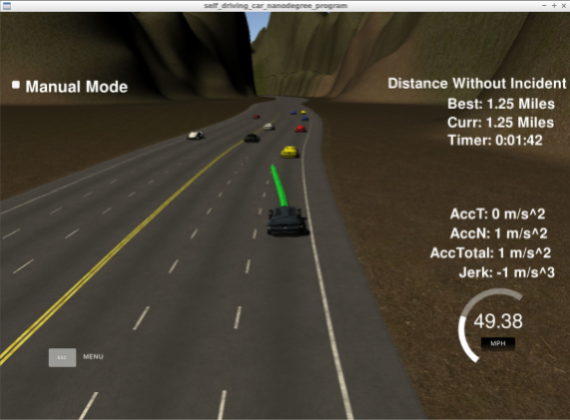 self_driving_car_nanodegree_program
Manual Mode
Distance Without Incident
Best: 1.25 Miles
Curr: 1.25 Miles
Timer: 0:01:42
AccT: 0 m/s^2
AccN: 1 m/s^2
AccTotal: 1 m/s^2
Jerk: -1 m/s^3
49.38
MPH
MENU